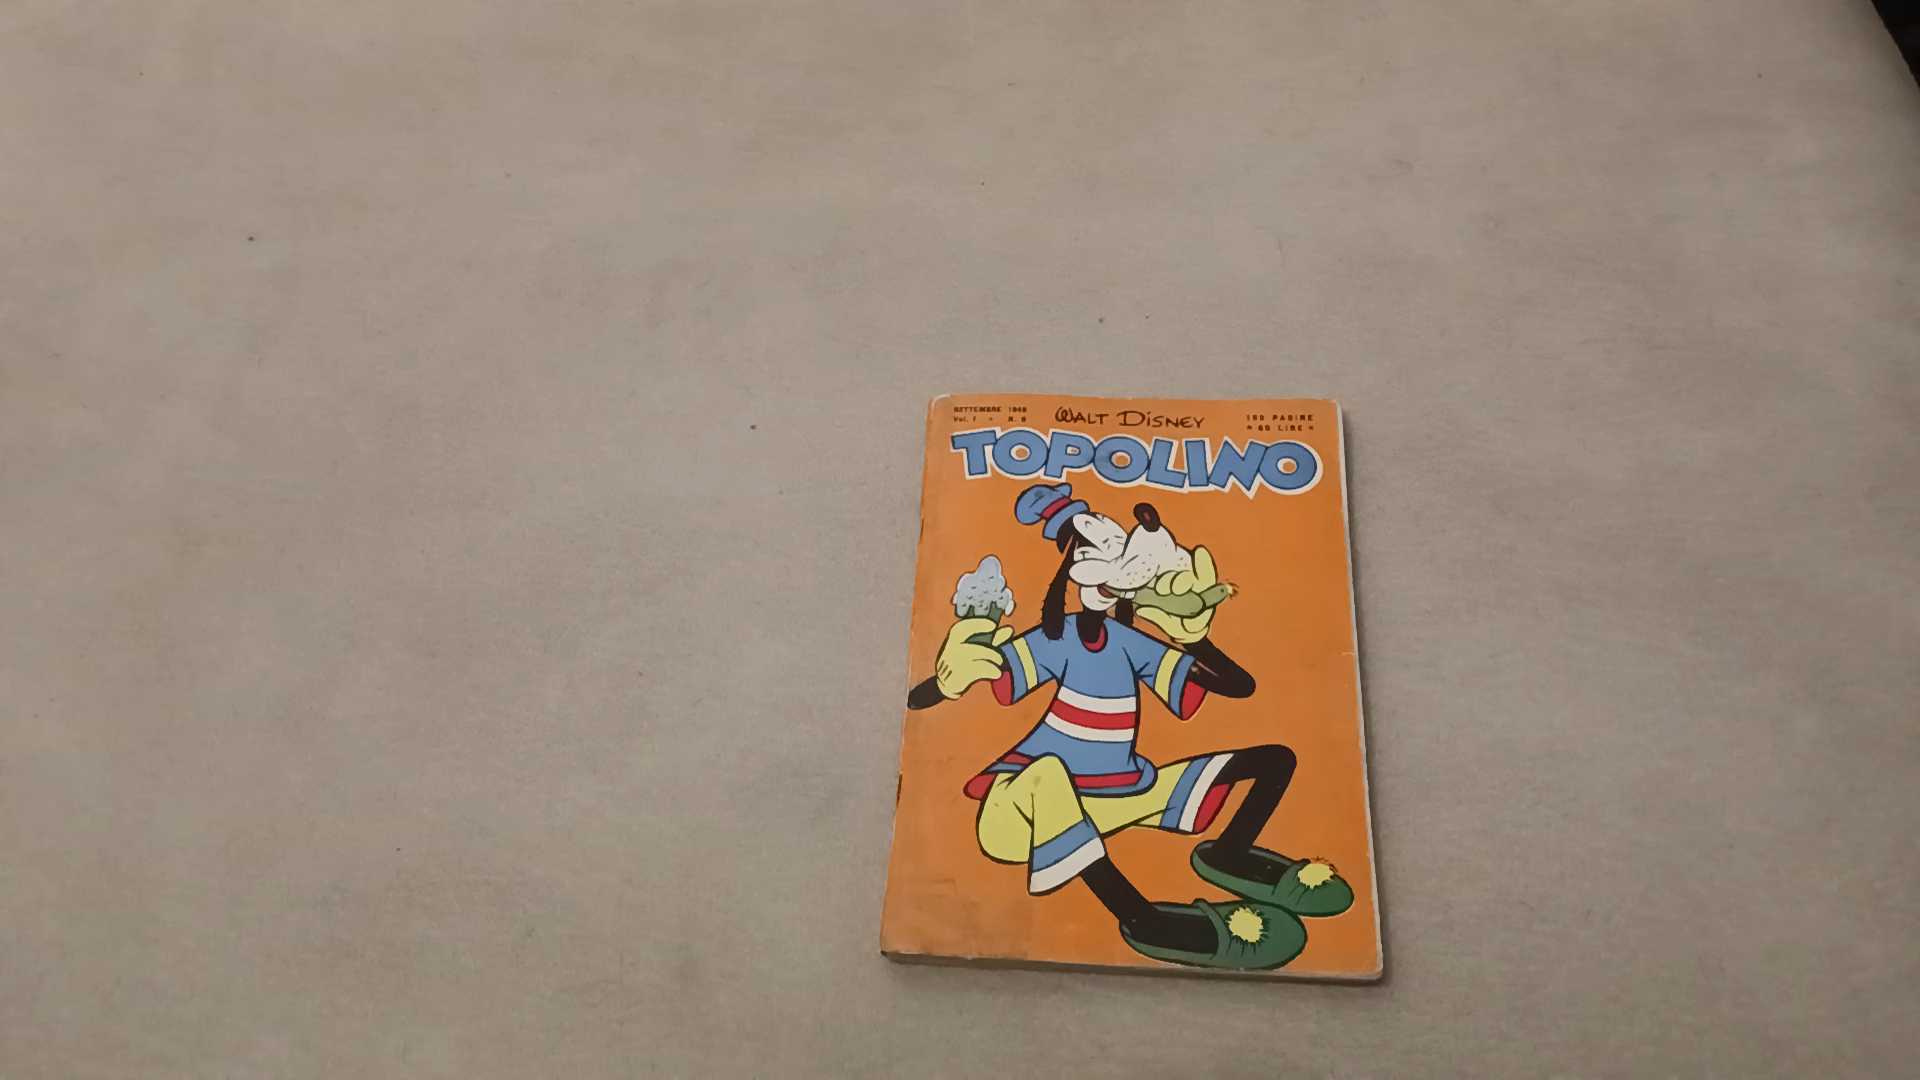 SETTEMBRE 1949
Vol. I • N. 6
WALT DISNEY
100 PAGINE
• 60 LIRE •
TOPOLINO